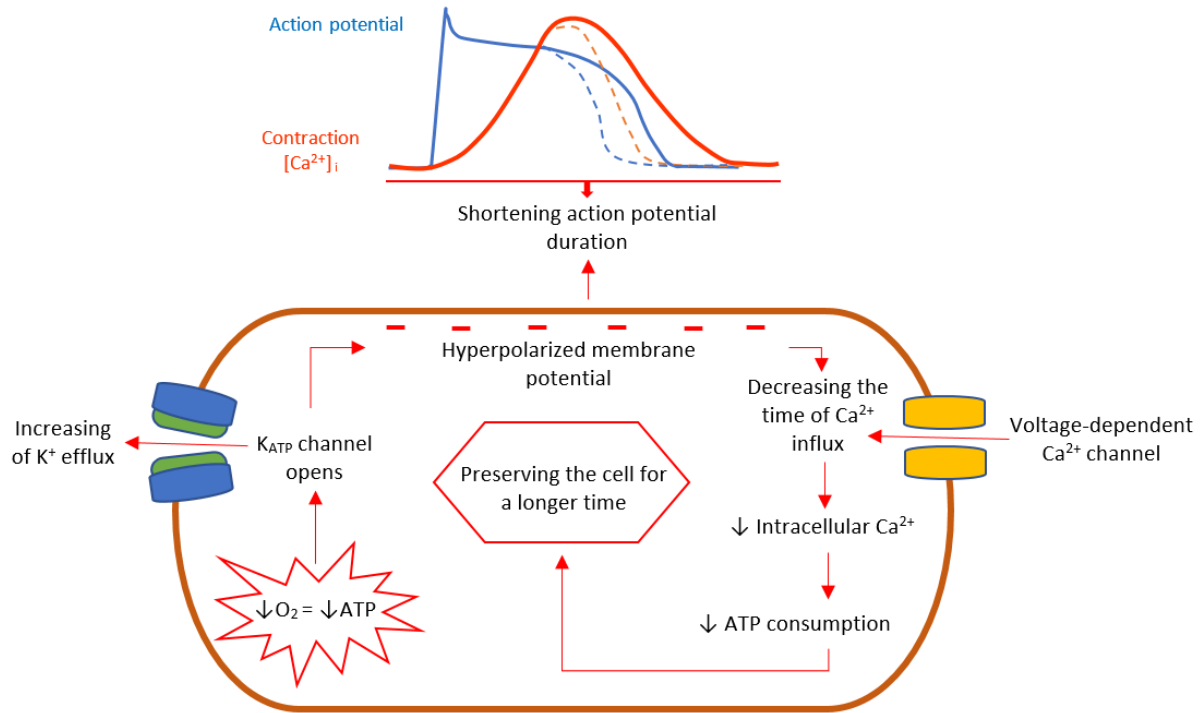 Action potential
Contraction
[Ca²⁺] i
Shortening action potential
duration
Hyperpolarized membrane
potential
Decreasing the
time of Ca²⁺
influx
Voltage-dependent
Ca²⁺ channel
Increasing
of K⁺ efflux
K_ATP channel
opens
Preserving the cell for
a longer time
↓ Intracellular Ca²⁺
↓O₂ = ↓ATP
↓ ATP consumption